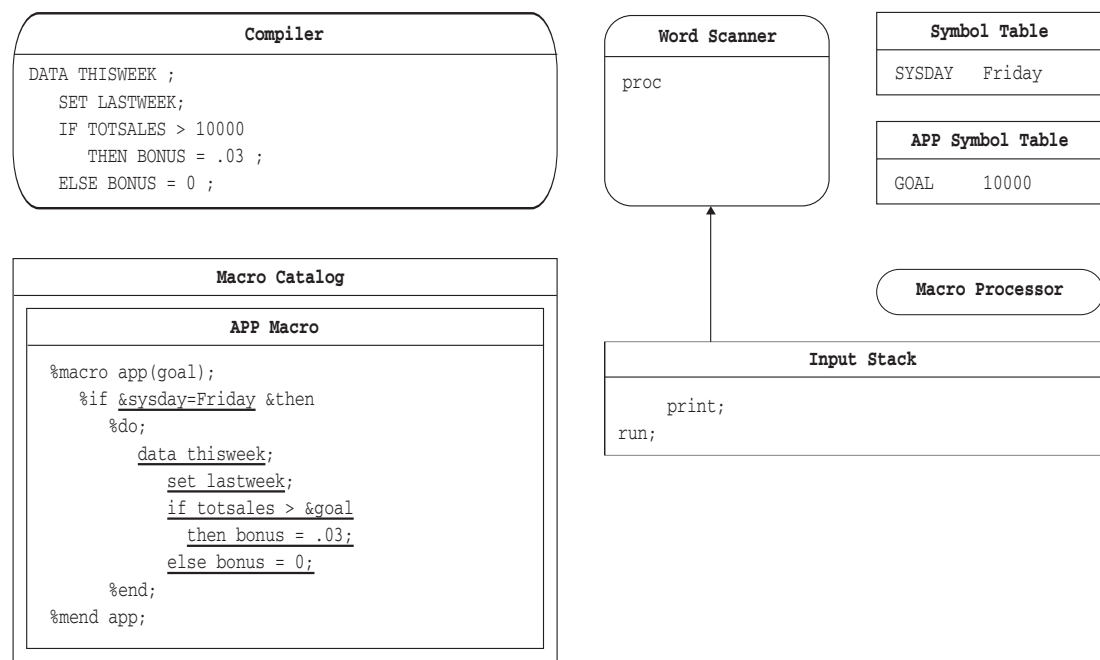 Compiler
DATA THISWEEK ;
SET LASTWEEK;
IF TOTSALES > 10000
THEN BONUS = .03 ;
ELSE BONUS = 0 ;
Word Scanner
proc
Symbol Table
SYSDAY Friday
APP Symbol Table
GOAL 10000
Macro Processor
Macro Catalog
APP Macro
%macro app(goal);
%if &sysday=Friday &then
%do;
data thisweek;
set lastweek;
if totsales > &goal
then bonus = .03;
else bonus = 0;
%end;
%mend app;
Input Stack
print;
run;